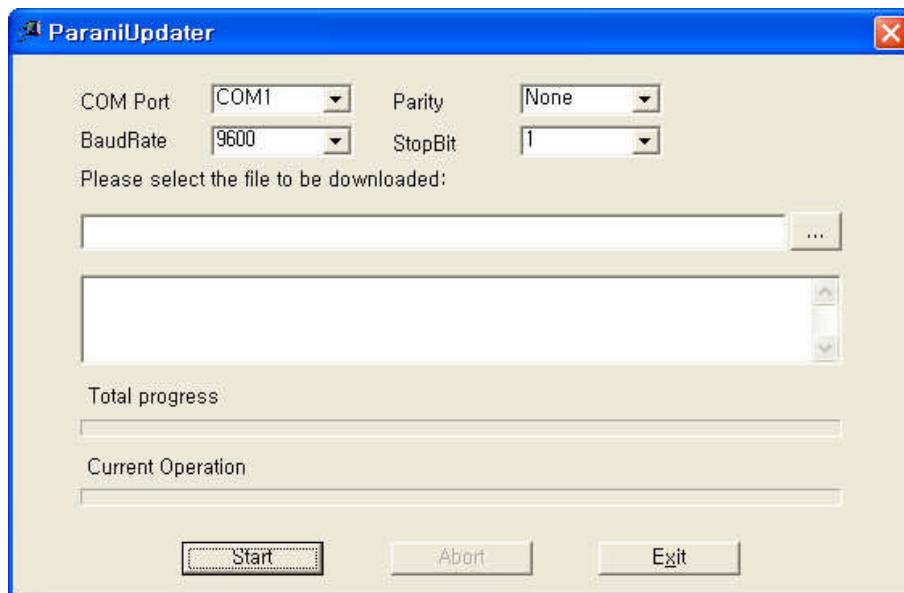 ParaniUpdater
COM Port COM1 Parity None
BaudRate 9600 StopBit 1
Please select the file to be downloaded:
...
Total progress
Current Operation
Start Abort Exit